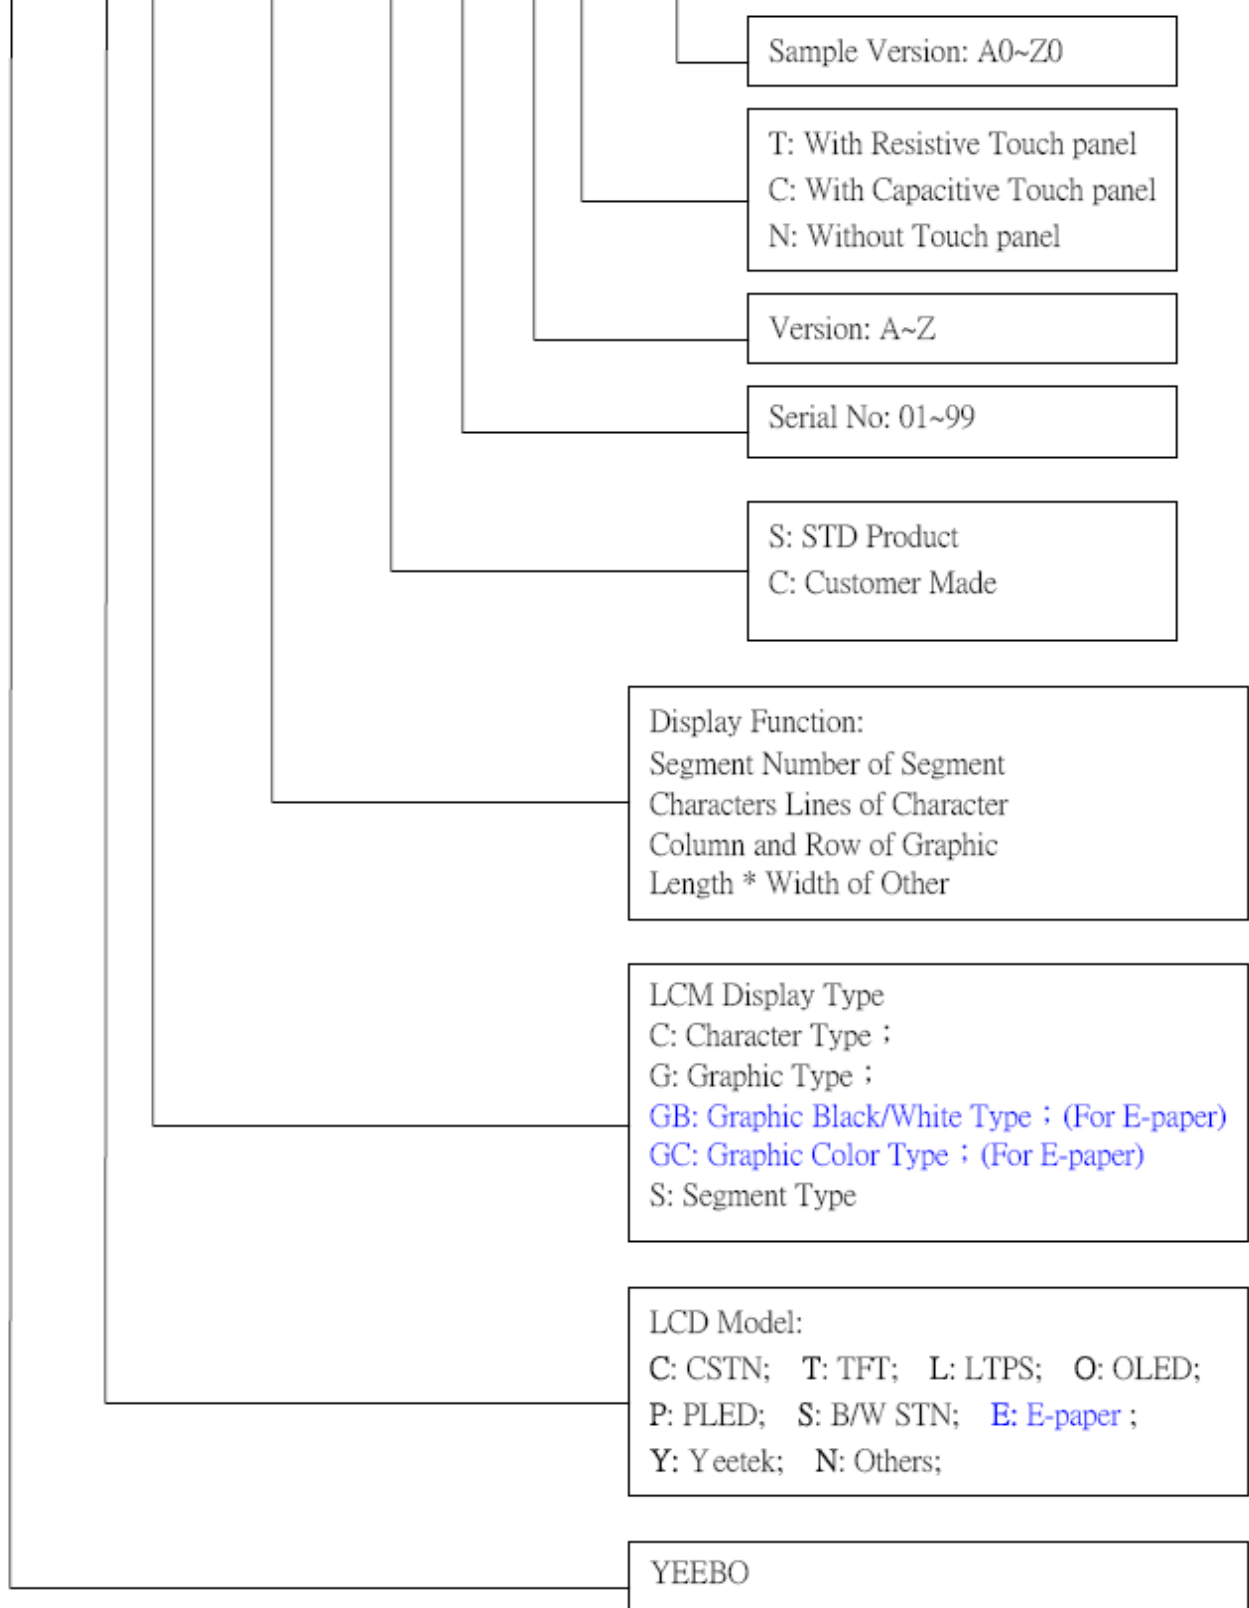 Sample Version: A0~Z0
T: With Resistive Touch panel
C: With Capacitive Touch panel
N: Without Touch panel
Version: A~Z
Serial No: 01~99
S: STD Product
C: Customer Made
Display Function:
Segment Number of Segment
Characters Lines of Character
Column and Row of Graphic
Length * Width of Other
LCM Display Type
C: Character Type；
G: Graphic Type；
GB: Graphic Black/White Type；(For E-paper)
GC: Graphic Color Type；(For E-paper)
S: Segment Type
LCD Model:
C: CSTN; T: TFT; L: LTPS; O: OLED;
P: PLED; S: B/W STN; E: E-paper ;
Y: Yeetek; N: Others;
YEEBO